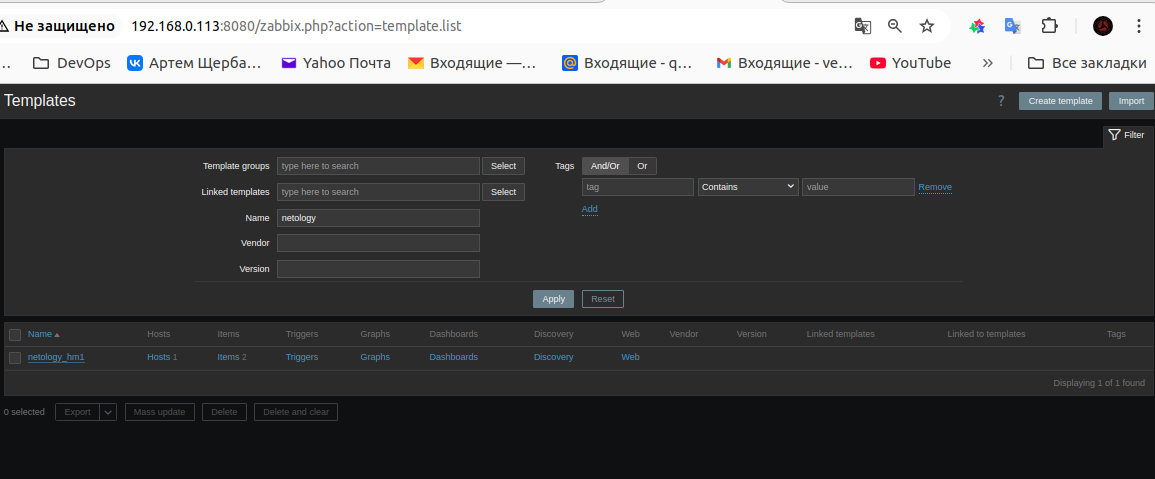 Не защищено 192.168.0.113:8080/zabbix.php?action=template.list
... DevOps Артем Щерба... Yahoo Почта Входящие —... Входящие - q... Входящие - ve... YouTube » Все закладки
Templates ? Create template Import
Filter
Template groups type here to search Select Tags And/Or Or
Linked templates type here to search Select tag Contains value Remove
Name netology Add
Vendor
Version
Apply Reset
Name Hosts Items Triggers Graphs Dashboards Discovery Web Vendor Version Linked templates Linked to templates Tags
netology_hm1 Hosts 1 Items 2 Triggers Graphs Dashboards Discovery Web
Displaying 1 of 1 found
0 selected Export Mass update Delete Delete and clear